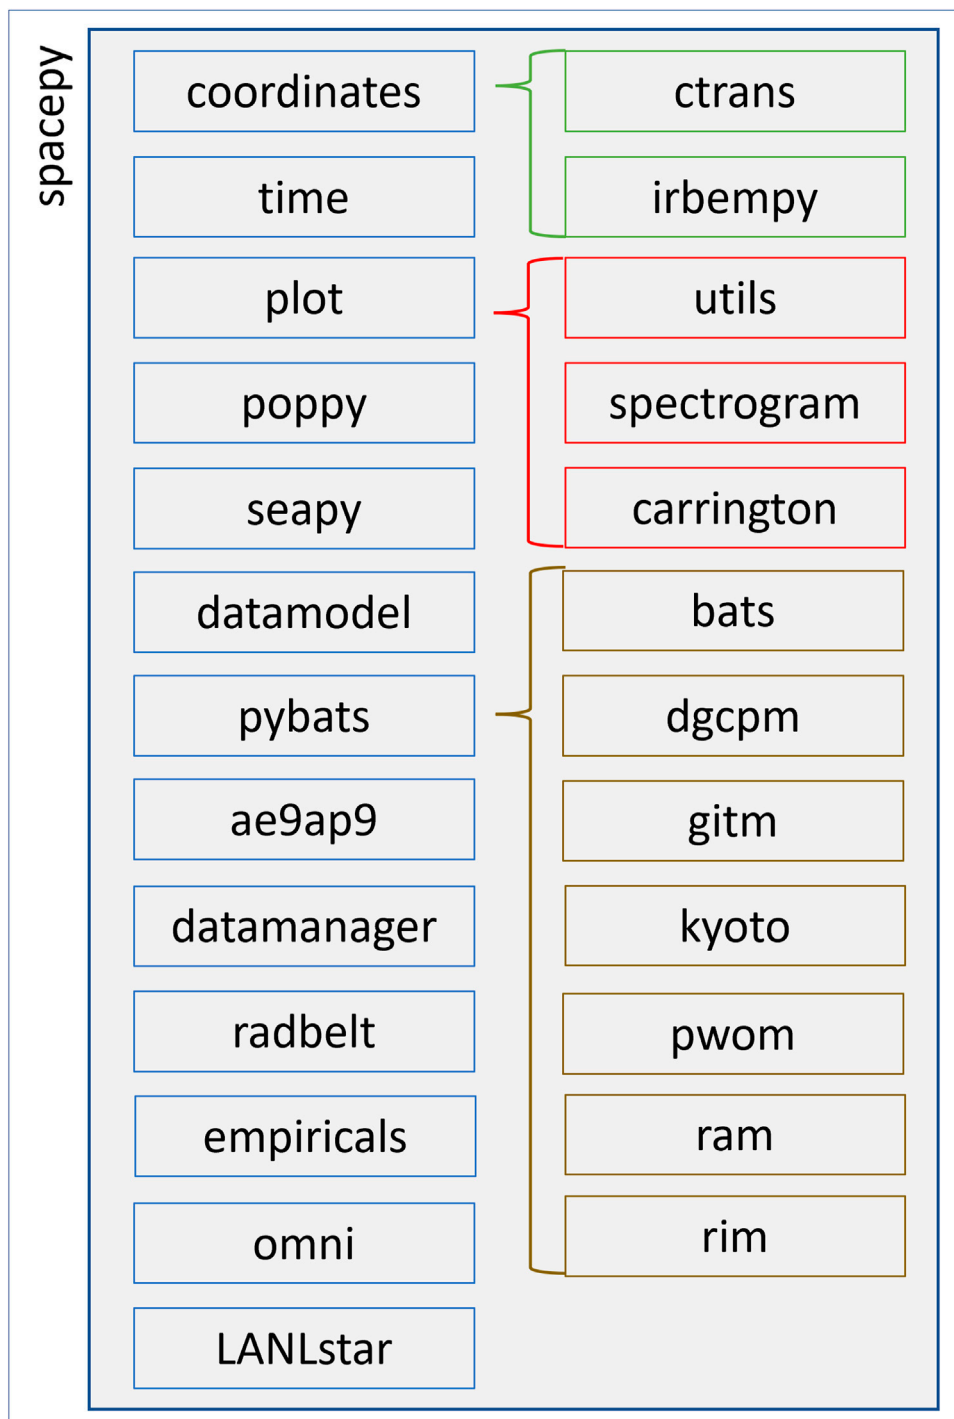 spacepy
coordinates
time
plot
poppy
seapy
datamodel
pybats
ae9ap9
datamanager
radbelt
empiricals
omni
LANLstar
ctrans
irbempy
utils
spectrogram
carrington
bats
dgcpm
gitm
kyoto
pwom
ram
rim